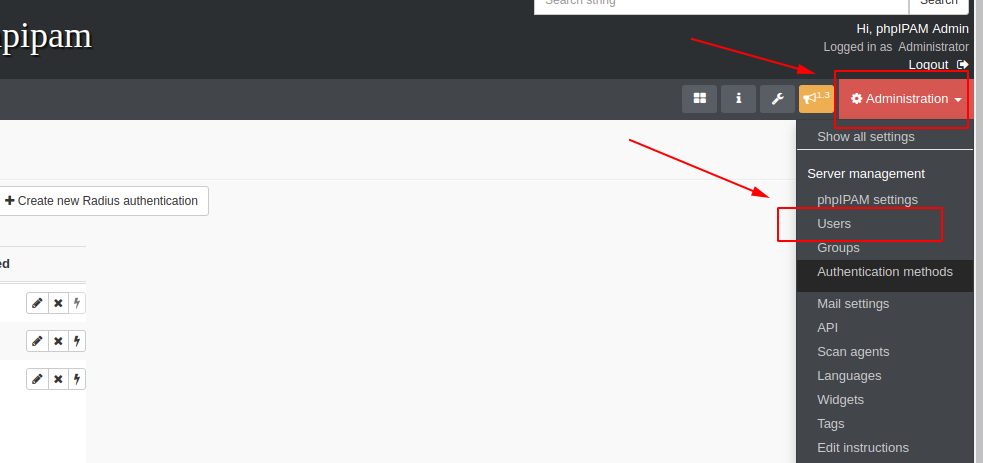 Search string
Search
pipam
Hi, phpIPAM Admin
Logged in as Administrator
Logout
1.3
Administration
Show all settings
Server management
phpIPAM settings
Create new Radius authentication
Users
Groups
ed
Authentication methods
Mail settings
API
Scan agents
Languages
Widgets
Tags
Edit instructions